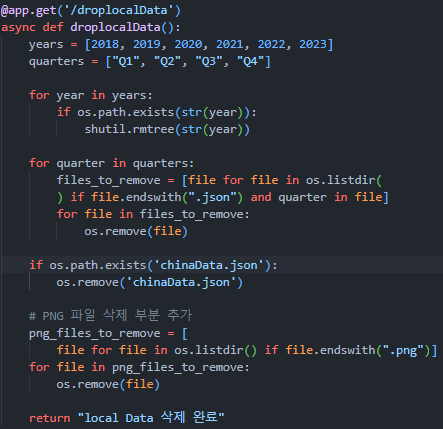 @app.get('/droplocalData')
async def droplocalData():
    years = [2018, 2019, 2020, 2021, 2022, 2023]
    quarters = ["Q1", "Q2", "Q3", "Q4"]

    for year in years:
        if os.path.exists(str(year)):
            shutil.rmtree(str(year))

    for quarter in quarters:
        files_to_remove = [file for file in os.listdir(
        ) if file.endswith(".json") and quarter in file]
        for file in files_to_remove:
            os.remove(file)

    if os.path.exists('chinaData.json'):
        os.remove('chinaData.json')

    # PNG 파일 삭제 부분 추가
    png_files_to_remove = [
        file for file in os.listdir() if file.endswith(".png")]
    for file in png_files_to_remove:
        os.remove(file)

    return "local Data 삭제 완료"